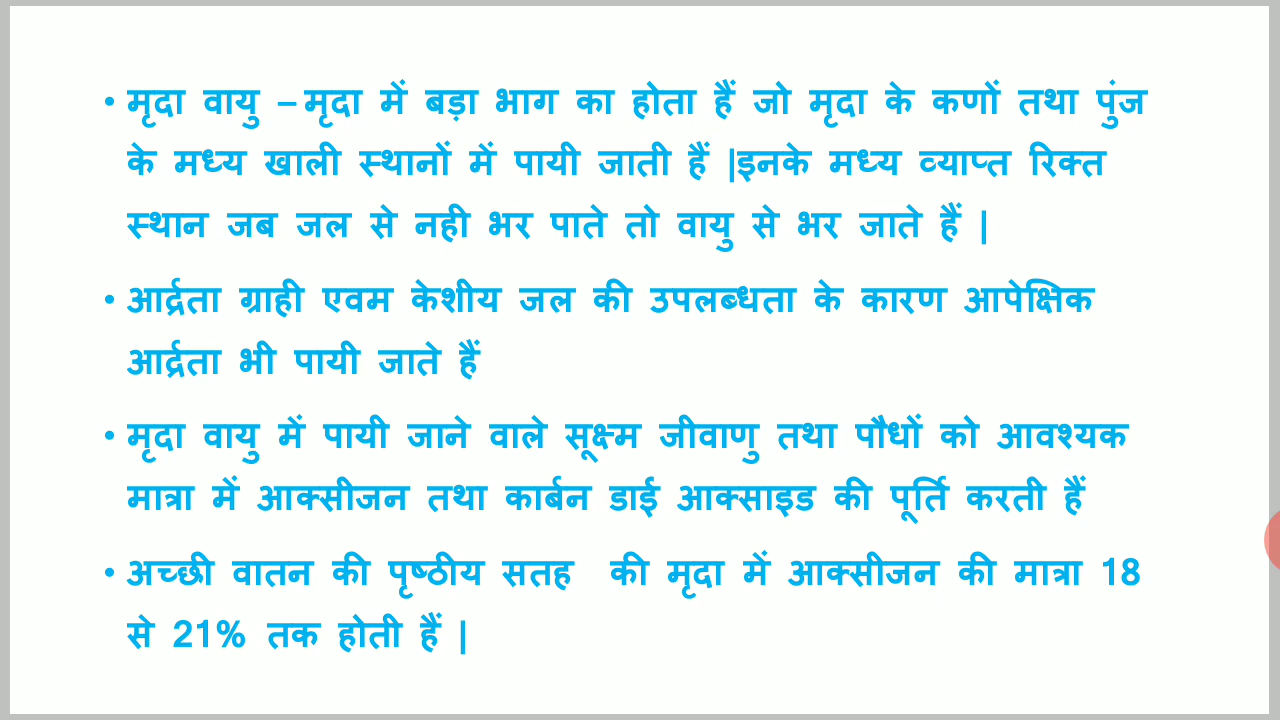 • मृदा वायु – मृदा में बड़ा भाग का होता हैं जो मृदा के कणों तथा पुंज
के मध्य खाली स्थानों में पायी जाती हैं |इनके मध्य व्याप्त रिक्त
स्थान जब जल से नही भर पाते तो वायु से भर जाते हैं |
• आर्द्रता ग्राही एवम केशीय जल की उपलब्धता के कारण आपेक्षिक
आर्द्रता भी पायी जाते हैं
• मृदा वायु में पायी जाने वाले सूक्ष्म जीवाणु तथा पौधों को आवश्यक
मात्रा में आक्सीजन तथा कार्बन डाई आक्साइड की पूर्ति करती हैं
• अच्छी वातन की पृष्ठीय सतह की मृदा में आक्सीजन की मात्रा 18
से 21% तक होती हैं |